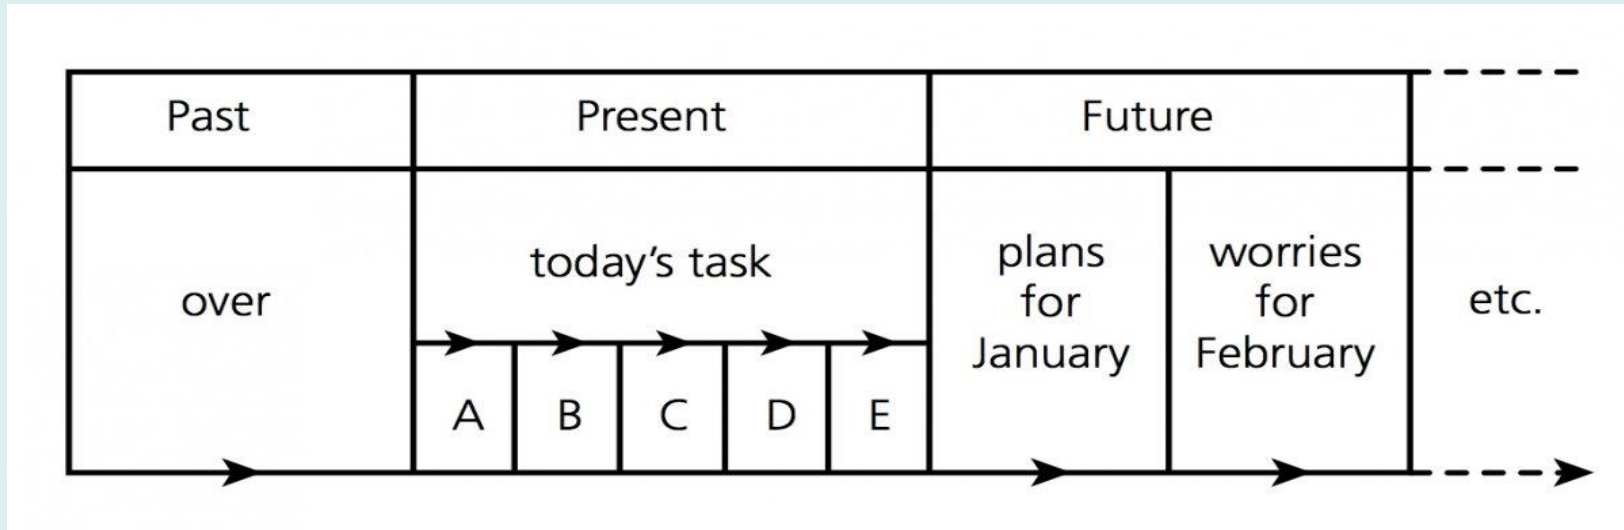 Past
Present
Future
over
today's task
A
B
C
D
E
plans
for
January
worries
for
February
etc.